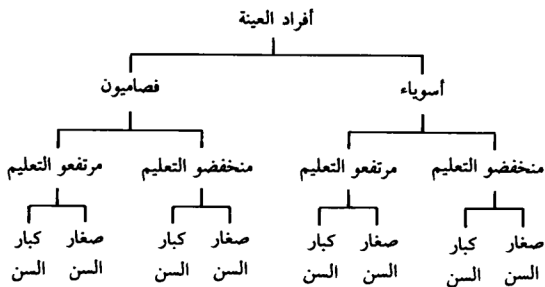 أفراد العينة
أسوياء فصاميون
منخفضو التعليم مرتفعو التعليم منخفضو التعليم مرتفعو التعليم
صغار كبار صغار كبار صغار كبار صغار كبار
السن السن السن السن السن السن السن السن